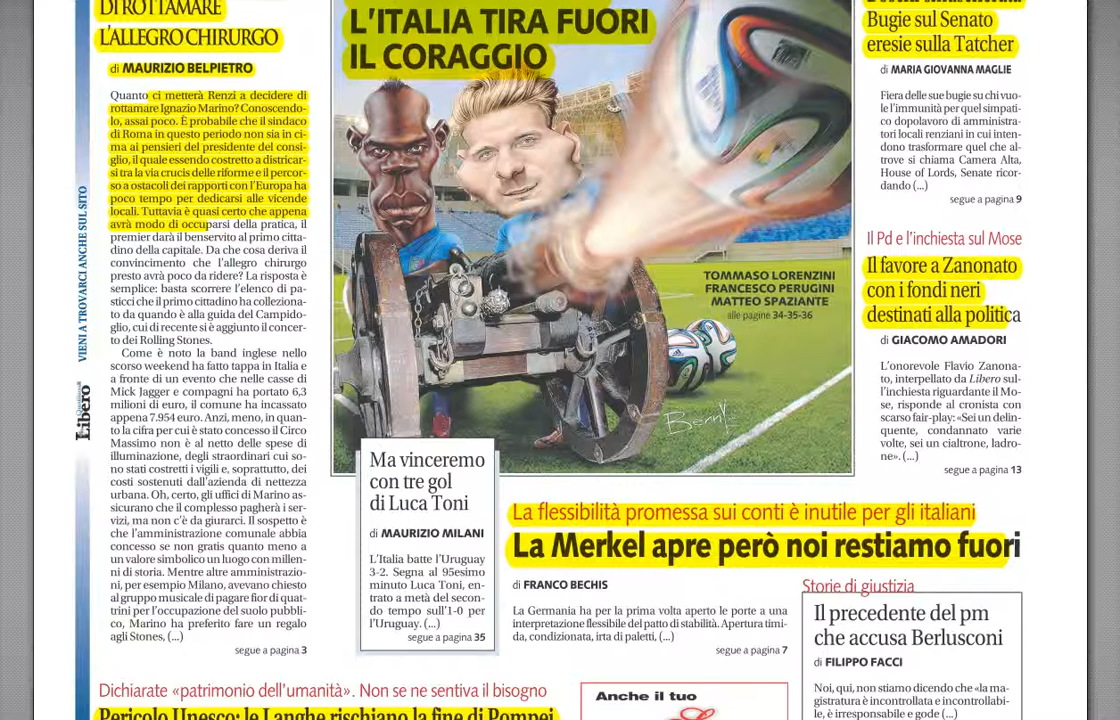 DI ROTTAMARE
L'ALLEGRO CHIRURGO
di MAURIZIO BELPIETRO
Quanto ci metterà Renzi a decidere di
rottamare Ignazio Marino? Conoscendo-
lo, assai poco. È probabile che il sindaco
di Roma in questo periodo non sia in ci-
ma ai pensieri del presidente del consi-
glio, il quale essendo costretto a districar-
si tra la via crucis delle riforme e il percor-
so a ostacoli dei rapporti con l'Europa ha
poco tempo per dedicarsi alle vicende
locali. Tuttavia è quasi certo che appena
avrà modo di occuparsi della pratica, il
premier darà il benservito al primo citta-
dino della capitale. Da che cosa deriva il
convincimento che l'allegro chirurgo
presto avrà poco da ridere? La risposta è
semplice: basta scorrere l'elenco di pa-
sticci che il primo cittadino ha colleziona-
to da quando è alla guida del Campido-
glio, cui di recente si è aggiunto il concer-
to dei Rolling Stones.
Come è noto la band inglese nello
scorso weekend ha fatto tappa in Italia e
a fronte di un evento che nelle casse di
Mick Jagger e compagni ha portato 6,3
milioni di euro, il comune ha incassato
appena 7.954 euro. Anzi, meno, in quan-
to la cifra per cui è stato concesso il Circo
Massimo non è al netto delle spese di
illuminazione, degli straordinari cui so-
no stati costretti i vigili e, soprattutto, dei
costi sostenuti dall'azienda di nettezza
urbana. Oh, certo, gli uffici di Marino as-
sicurano che il complesso pagherà i ser-
vizi, ma non c'è da giurarci. Il sospetto è
che l'amministrazione comunale abbia
concesso se non gratis quanto meno a
un valore simbolico un luogo con millen-
ni di storia. Mentre altre amministrazio-
ni, per esempio Milano, avevano chiesto
al gruppo musicale di pagare fior di quat-
trini per l'occupazione del suolo pubbli-
co, Marino ha preferito fare un regalo
agli Stones, (...)
segue a pagina 3
VIENI A TROVARCI ANCHE SUL SITO
Libero
L'ITALIA TIRA FUORI
IL CORAGGIO
TOMMASO LORENZINI
FRANCESCO PERUGINI
MATTEO SPAZIANTE
alle pagine 34-35-36
Benny
Ma vinceremo
con tre gol
di Luca Toni
di MAURIZIO MILANI
L'Italia batte l'Uruguay
3-2. Segna al 95esimo
minuto Luca Toni, en-
trato a metà del secon-
do tempo sull'1-0 per
l'Uruguay. (...)
segue a pagina 35
Bugie sul Senato
eresie sulla Tatcher
di MARIA GIOVANNA MAGLIE
Fiera delle sue bugie su chi vuo-
le l'immunità per quel simpati-
co dopolavoro di amministra-
tori locali renziani in cui inten-
dono trasformare quel che al-
trove si chiama Camera Alta,
House of Lords, Senate ricor-
dando (...)
segue a pagina 9
Il Pd e l'inchiesta sul Mose
Il favore a Zanonato
con i fondi neri
destinati alla politica
di GIACOMO AMADORI
L'onorevole Flavio Zanona-
to, interpellato da Libero sul-
l'inchiesta riguardante il Mo-
se, risponde al cronista con
scarso fair-play: «Sei un delin-
quente, condannato varie
volte, sei un cialtrone, ladro-
ne». (...)
segue a pagina 13
La flessibilità promessa sui conti è inutile per gli italiani
La Merkel apre però noi restiamo fuori
di FRANCO BECHIS
La Germania ha per la prima volta aperto le porte a una
interpretazione flessibile del patto di stabilità. Apertura timi-
da, condizionata, irta di paletti, (...)
segue a pagina 7
Storie di giustizia
Il precedente del pm
che accusa Berlusconi
di FILIPPO FACCI
Noi, qui, non stiamo dicendo che «la ma-
gistratura è incontrollata e incontrollabi-
le, è irresponsabile e gode (...)
Dichiarate «patrimonio dell'umanità». Non se ne sentiva il bisogno
Pericolo Unesco: le Langhe rischiano la fine di Pompei
Anche il tuo